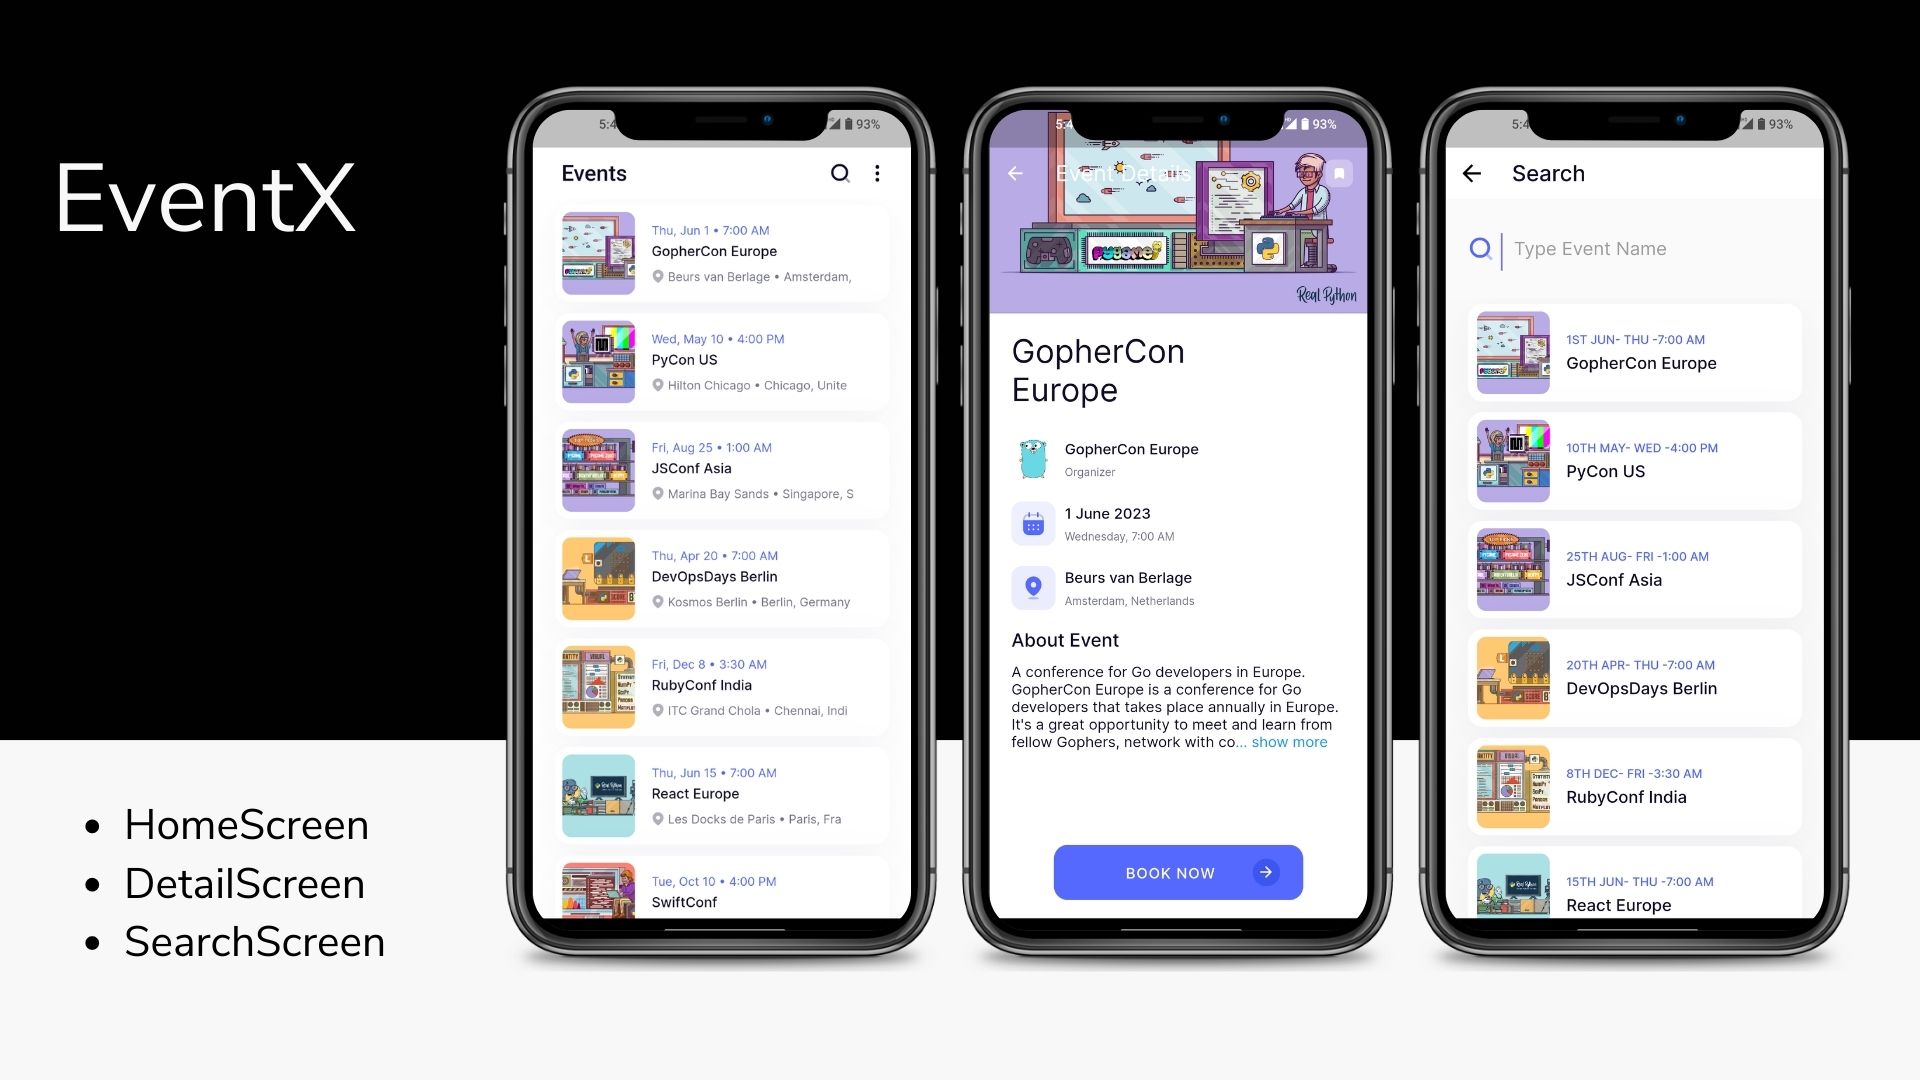 EventX
HomeScreen
DetailScreen
SearchScreen
5:4
93%
Events
Thu, Jun 1 • 7:00 AM
GopherCon Europe
Beurs van Berlage • Amsterdam,
Wed, May 10 • 4:00 PM
PyCon US
Hilton Chicago • Chicago, Unite
Fri, Aug 25 • 1:00 AM
JSConf Asia
Marina Bay Sands • Singapore, S
Thu, Apr 20 • 7:00 AM
DevOpsDays Berlin
Kosmos Berlin • Berlin, Germany
Fri, Dec 8 • 3:30 AM
RubyConf India
ITC Grand Chola • Chennai, Indi
Thu, Jun 15 • 7:00 AM
React Europe
Les Docks de Paris • Paris, Fra
Tue, Oct 10 • 4:00 PM
SwiftConf
5:4
93%
Event Details
pygame
Real Python
GopherCon
Europe
GopherCon Europe
Organizer
1 June 2023
Wednesday, 7:00 AM
Beurs van Berlage
Amsterdam, Netherlands
About Event
A conference for Go developers in Europe.
GopherCon Europe is a conference for Go
developers that takes place annually in Europe.
It's a great opportunity to meet and learn from
fellow Gophers, network with co... show more
BOOK NOW
5:4
93%
Search
Type Event Name
1ST JUN- THU -7:00 AM
GopherCon Europe
10TH MAY- WED -4:00 PM
PyCon US
25TH AUG- FRI -1:00 AM
JSConf Asia
20TH APR- THU -7:00 AM
DevOpsDays Berlin
8TH DEC- FRI -3:30 AM
RubyConf India
15TH JUN- THU -7:00 AM
React Europe